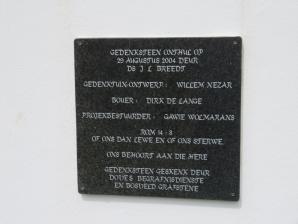 GEDENKSTEEN ONTHUL OP
29 AUGUSTUS 2004 DEUR
DS J L BREEDT
GEDENKTUIN-ONTWERP: WILLEM NEZAR
BOUER: DIRK DE LANGE
PROJEKBESTUURDER: GAWIE WOLMARANS
ROM 14:8
OF ONS DAN LEWE EN OF ONS STERWE
ONS BEHOORT AAN DIE HERE
GEDENKSTEEN GESKENK DEUR
DOVES BEGRAFNISDIENSTE
EN BOSVELD GRAFSTENE